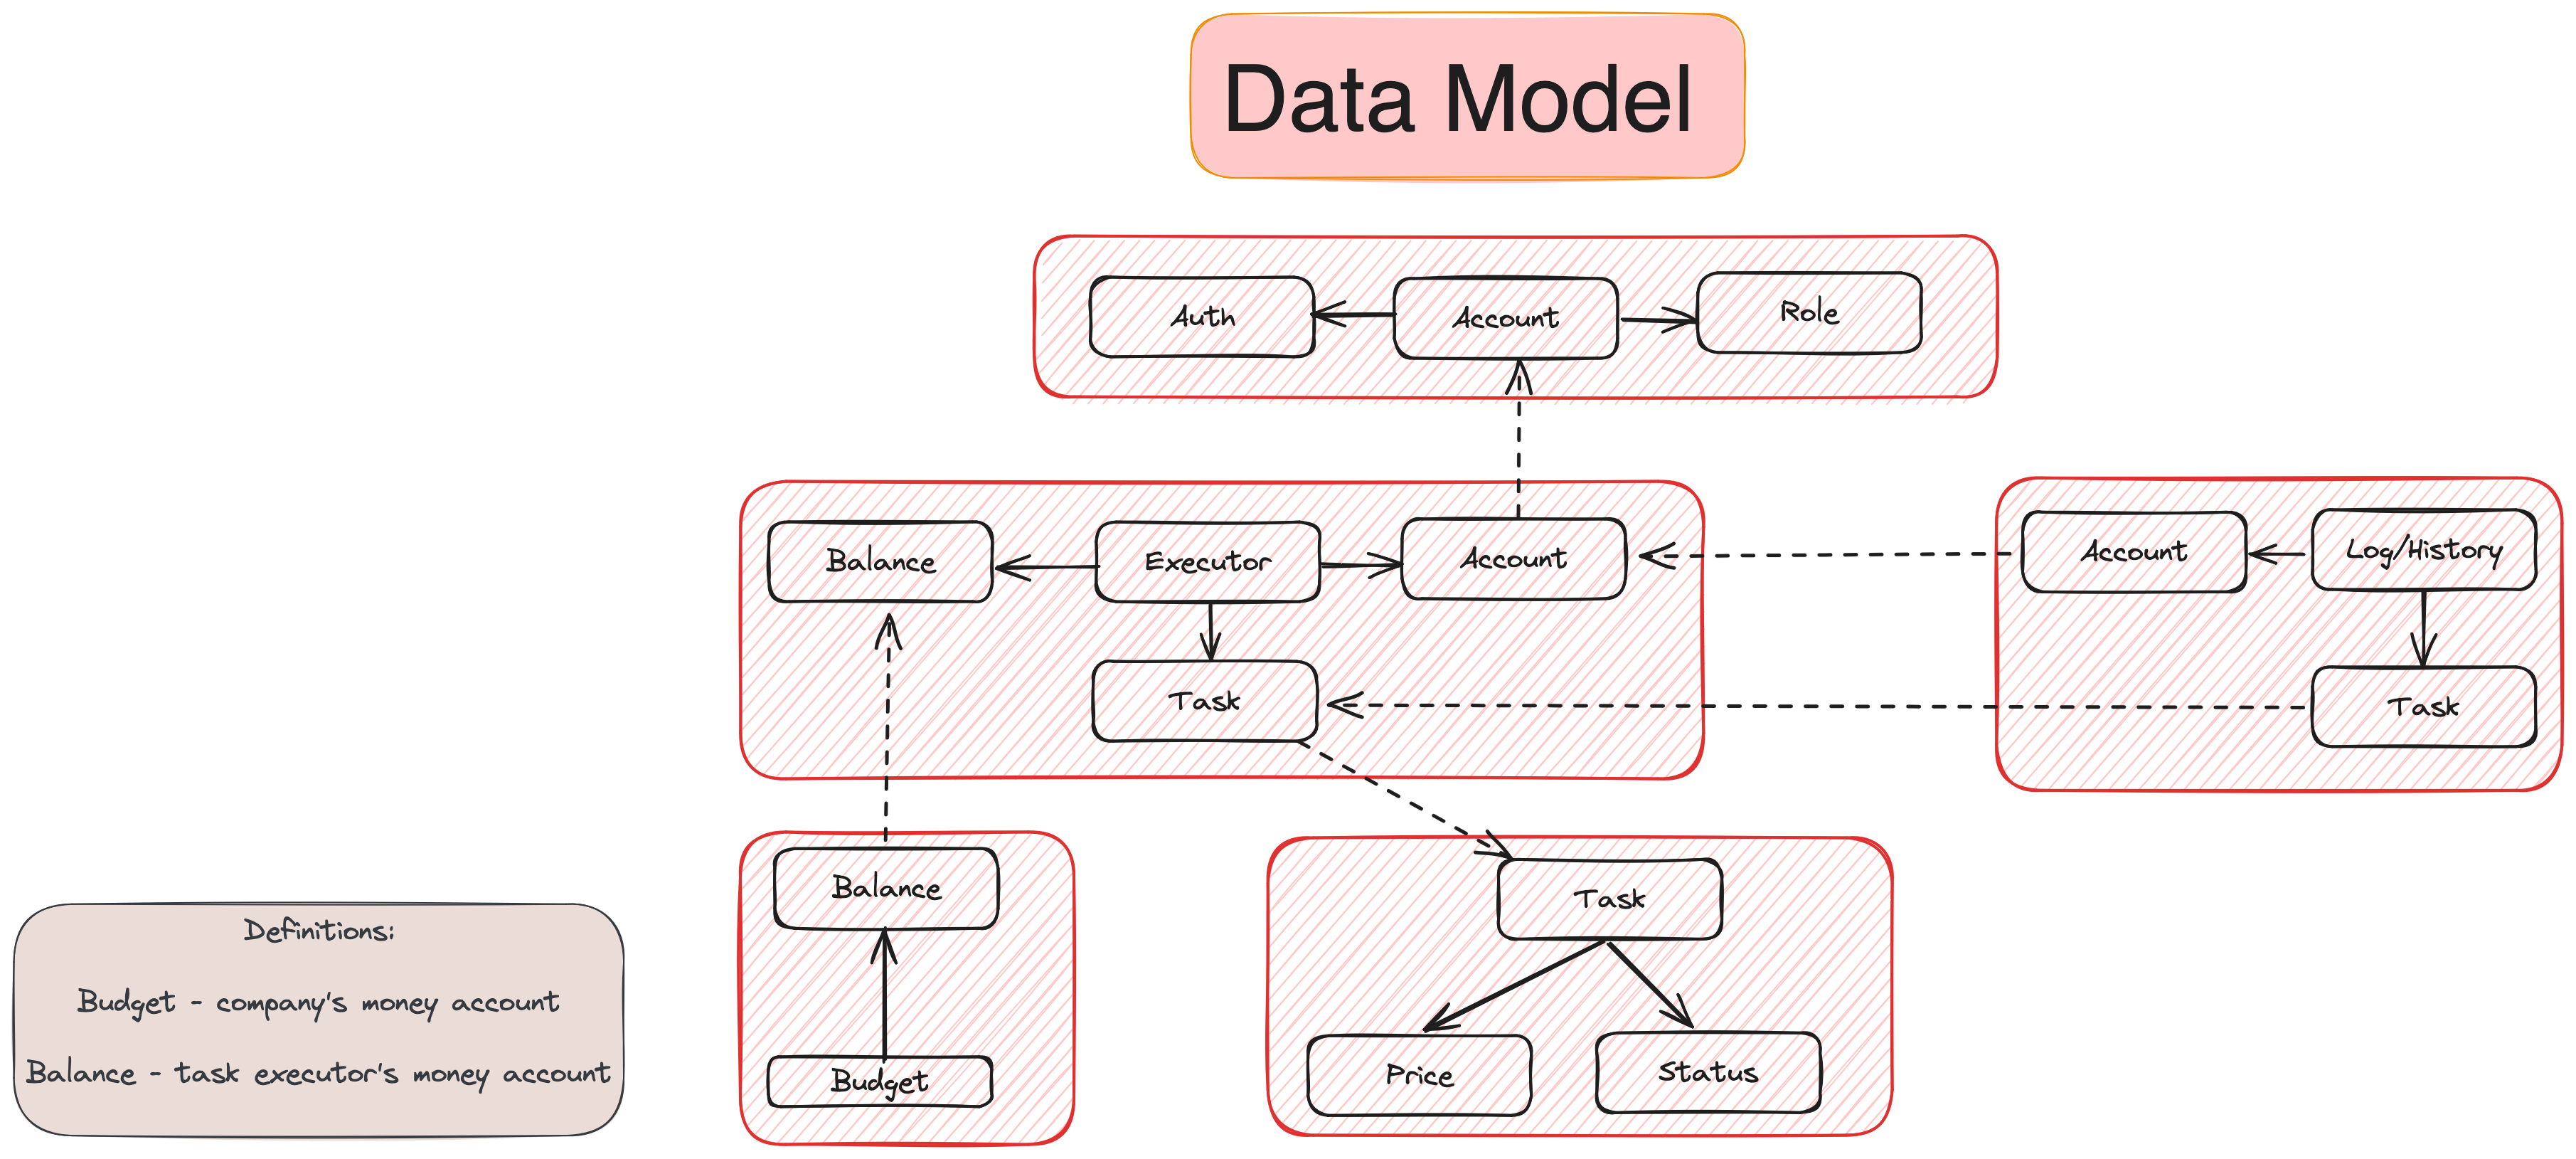 Data Model
Auth
Account
Role
Balance
Executor
Account
Task
Account
Log/History
Task
Balance
Budget
Task
Price
Status
Definitions:
Budget - company's money account
Balance - task executor's money account